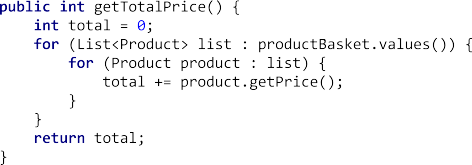 public int getTotalPrice() {
    int total = 0;
    for (List<Product> list : productBasket.values()) {
        for (Product product : list) {
            total += product.getPrice();
        }
    }
    return total;
}